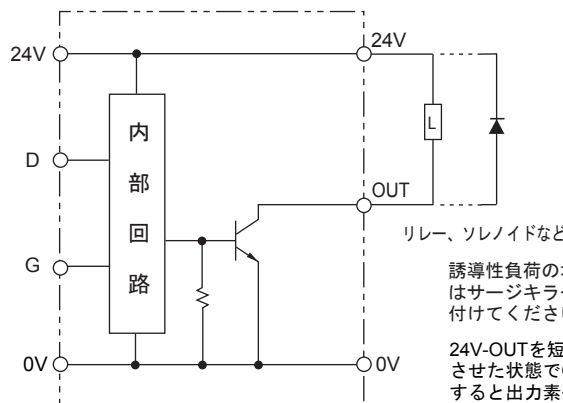 24V
24V
D
G
0V
内部回路
L
OUT
0V
リレー、ソレノイドなど
誘導性負荷の
はサージキラ
付けてくださ
24V-OUTを短
させた状態で
すると出力素